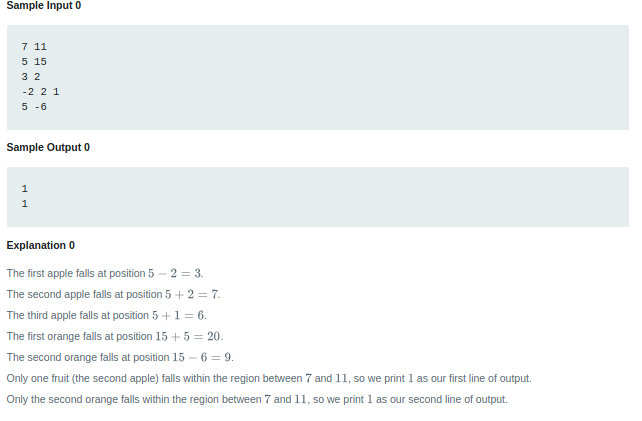 Sample Input 0
7 11
5 15
3 2
-2 2 1
5 -6
Sample Output 0
1
1
Explanation 0
The first apple falls at position 5 − 2 = 3.
The second apple falls at position 5 + 2 = 7.
The third apple falls at position 5 + 1 = 6.
The first orange falls at position 15 + 5 = 20.
The second orange falls at position 15 − 6 = 9.
Only one fruit (the second apple) falls within the region between 7 and 11, so we print 1 as our first line of output.
Only the second orange falls within the region between 7 and 11, so we print 1 as our second line of output.